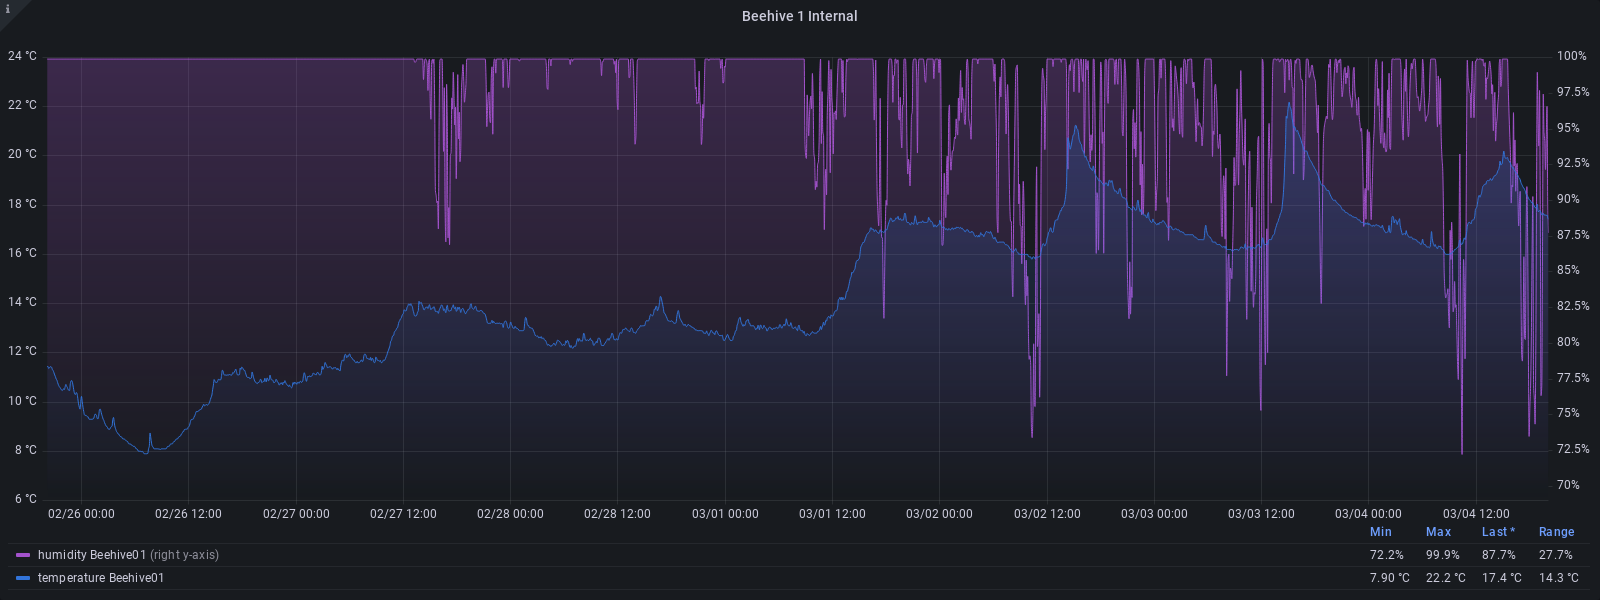 i
Beehive 1 Internal
24 °C 100%
22 °C 97.5%
20 °C 95%
18 °C 92.5%
16 °C 90%
14 °C 87.5%
12 °C 85%
10 °C 82.5%
8 °C 80%
6 °C 77.5%
75%
72.5%
70%
02/26 00:00 02/26 12:00 02/27 00:00 02/27 12:00 02/28 00:00 02/28 12:00 03/01 00:00 03/01 12:00 03/02 00:00 03/02 12:00 03/03 00:00 03/03 12:00 03/04 00:00 03/04 12:00
Min Max Last * Range
humidity Beehive01 (right y-axis) 72.2% 99.9% 87.7% 27.7%
temperature Beehive01 7.90 °C 22.2 °C 17.4 °C 14.3 °C